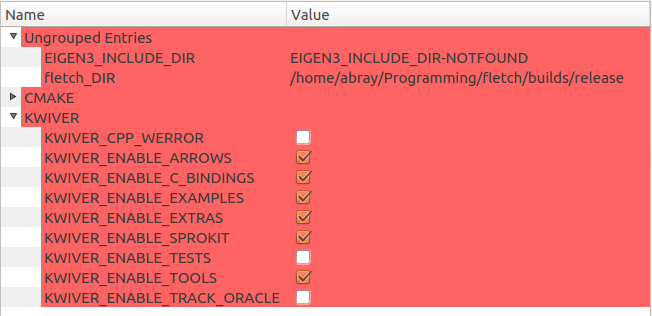 Name Value
Ungrouped Entries
EIGEN3_INCLUDE_DIR EIGEN3_INCLUDE_DIR-NOTFOUND
fletch_DIR /home/abray/Programming/fletch/builds/release
CMAKE
KWIVER
KWIVER_CPP_WERROR
KWIVER_ENABLE_ARROWS
KWIVER_ENABLE_C_BINDINGS
KWIVER_ENABLE_EXAMPLES
KWIVER_ENABLE_EXTRAS
KWIVER_ENABLE_SPROKIT
KWIVER_ENABLE_TESTS
KWIVER_ENABLE_TOOLS
KWIVER_ENABLE_TRACK_ORACLE